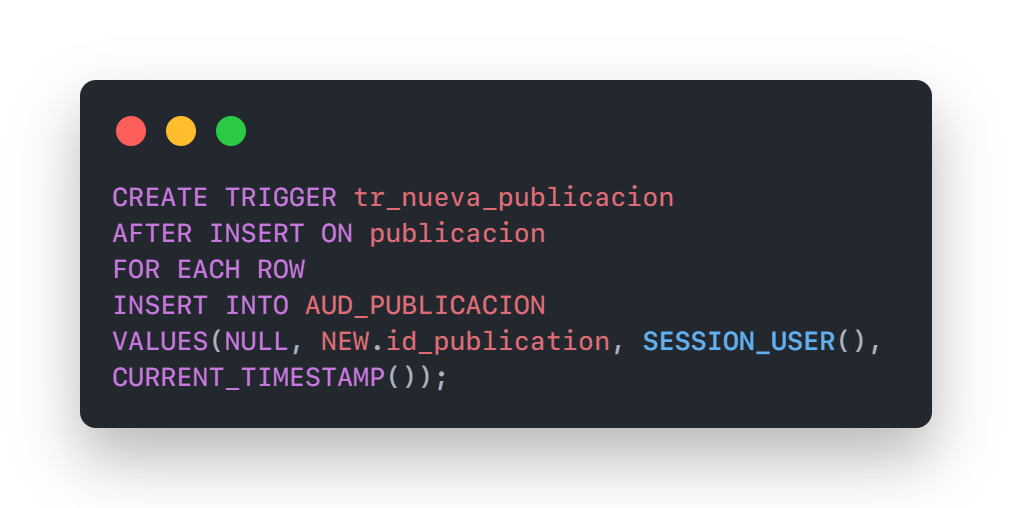 CREATE TRIGGER tr_nueva_publicacion
AFTER INSERT ON publicacion
FOR EACH ROW
INSERT INTO AUD_PUBLICACION
VALUES(NULL, NEW.id_publication, SESSION_USER(),
CURRENT_TIMESTAMP());